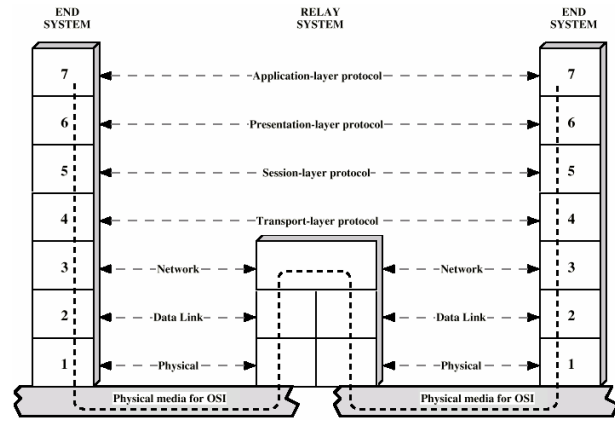 END
SYSTEM
RELAY
SYSTEM
END
SYSTEM
7 Application-layer protocol 7
6 Presentation-layer protocol 6
5 Session-layer protocol 5
4 Transport-layer protocol 4
3 Network Network 3
2 Data Link Data Link 2
1 Physical Physical 1
Physical media for OSI Physical media for OSI